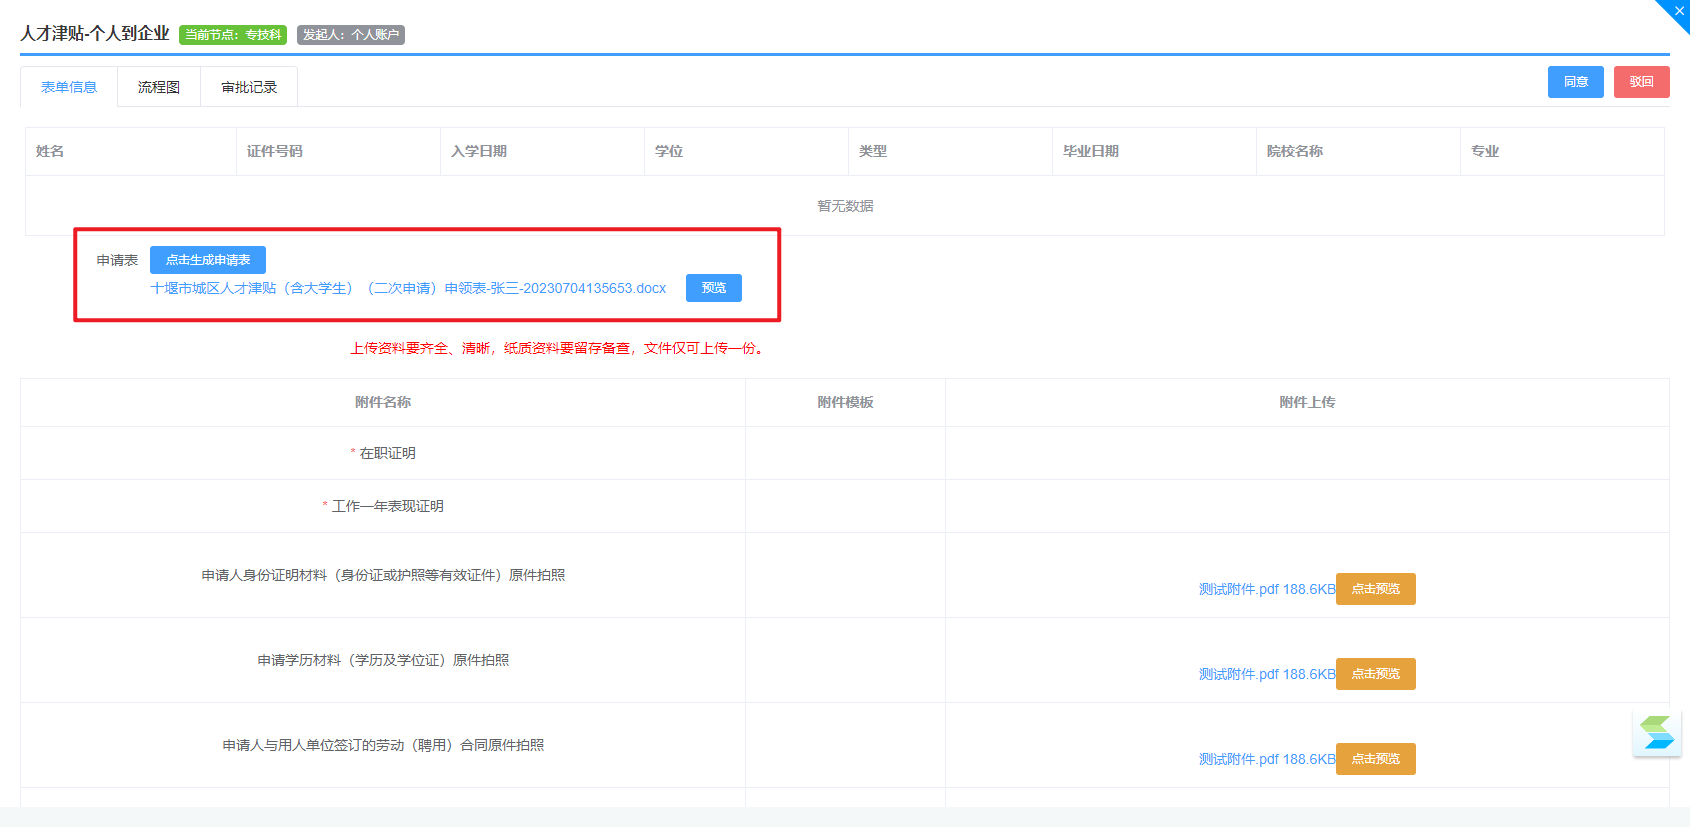 人才津贴-个人到企业 当前节点：专技科 发起人：个人账户
表单信息 流程图 审批记录 同意 驳回
姓名 证件号码 入学日期 学位 类型 毕业日期 院校名称 专业
暂无数据
申请表 点击生成申请表
十堰市城区人才津贴（含大学生）（二次申请）申领表-张三-20230704135653.docx 预览
上传资料要齐全、清晰，纸质资料要留存备查，文件仅可上传一份。
附件名称 附件模板 附件上传
* 在职证明
* 工作一年表现证明
申请人身份证明材料（身份证或护照等有效证件）原件拍照
测试附件.pdf 188.6KB 点击预览
申请学历材料（学历及学位证）原件拍照
测试附件.pdf 188.6KB 点击预览
申请人与用人单位签订的劳动（聘用）合同原件拍照
测试附件.pdf 188.6KB 点击预览